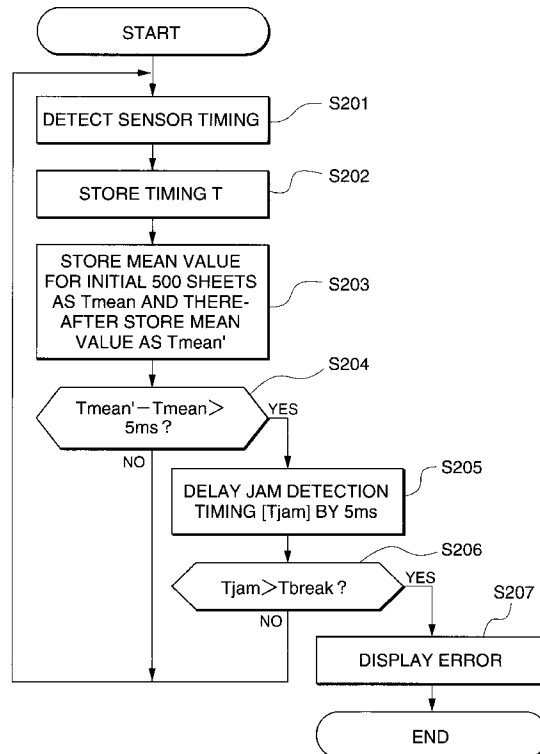 START
DETECT SENSOR TIMING
S201
STORE TIMING T
S202
STORE MEAN VALUE
FOR INITIAL 500 SHEETS
AS Tmean AND THERE-
AFTER STORE MEAN
VALUE AS Tmean'
S203
Tmean'−Tmean>
5ms ?
S204
YES
NO
DELAY JAM DETECTION
TIMING [Tjam] BY 5ms
S205
Tjam>Tbreak ?
S206
YES
NO
DISPLAY ERROR
S207
END